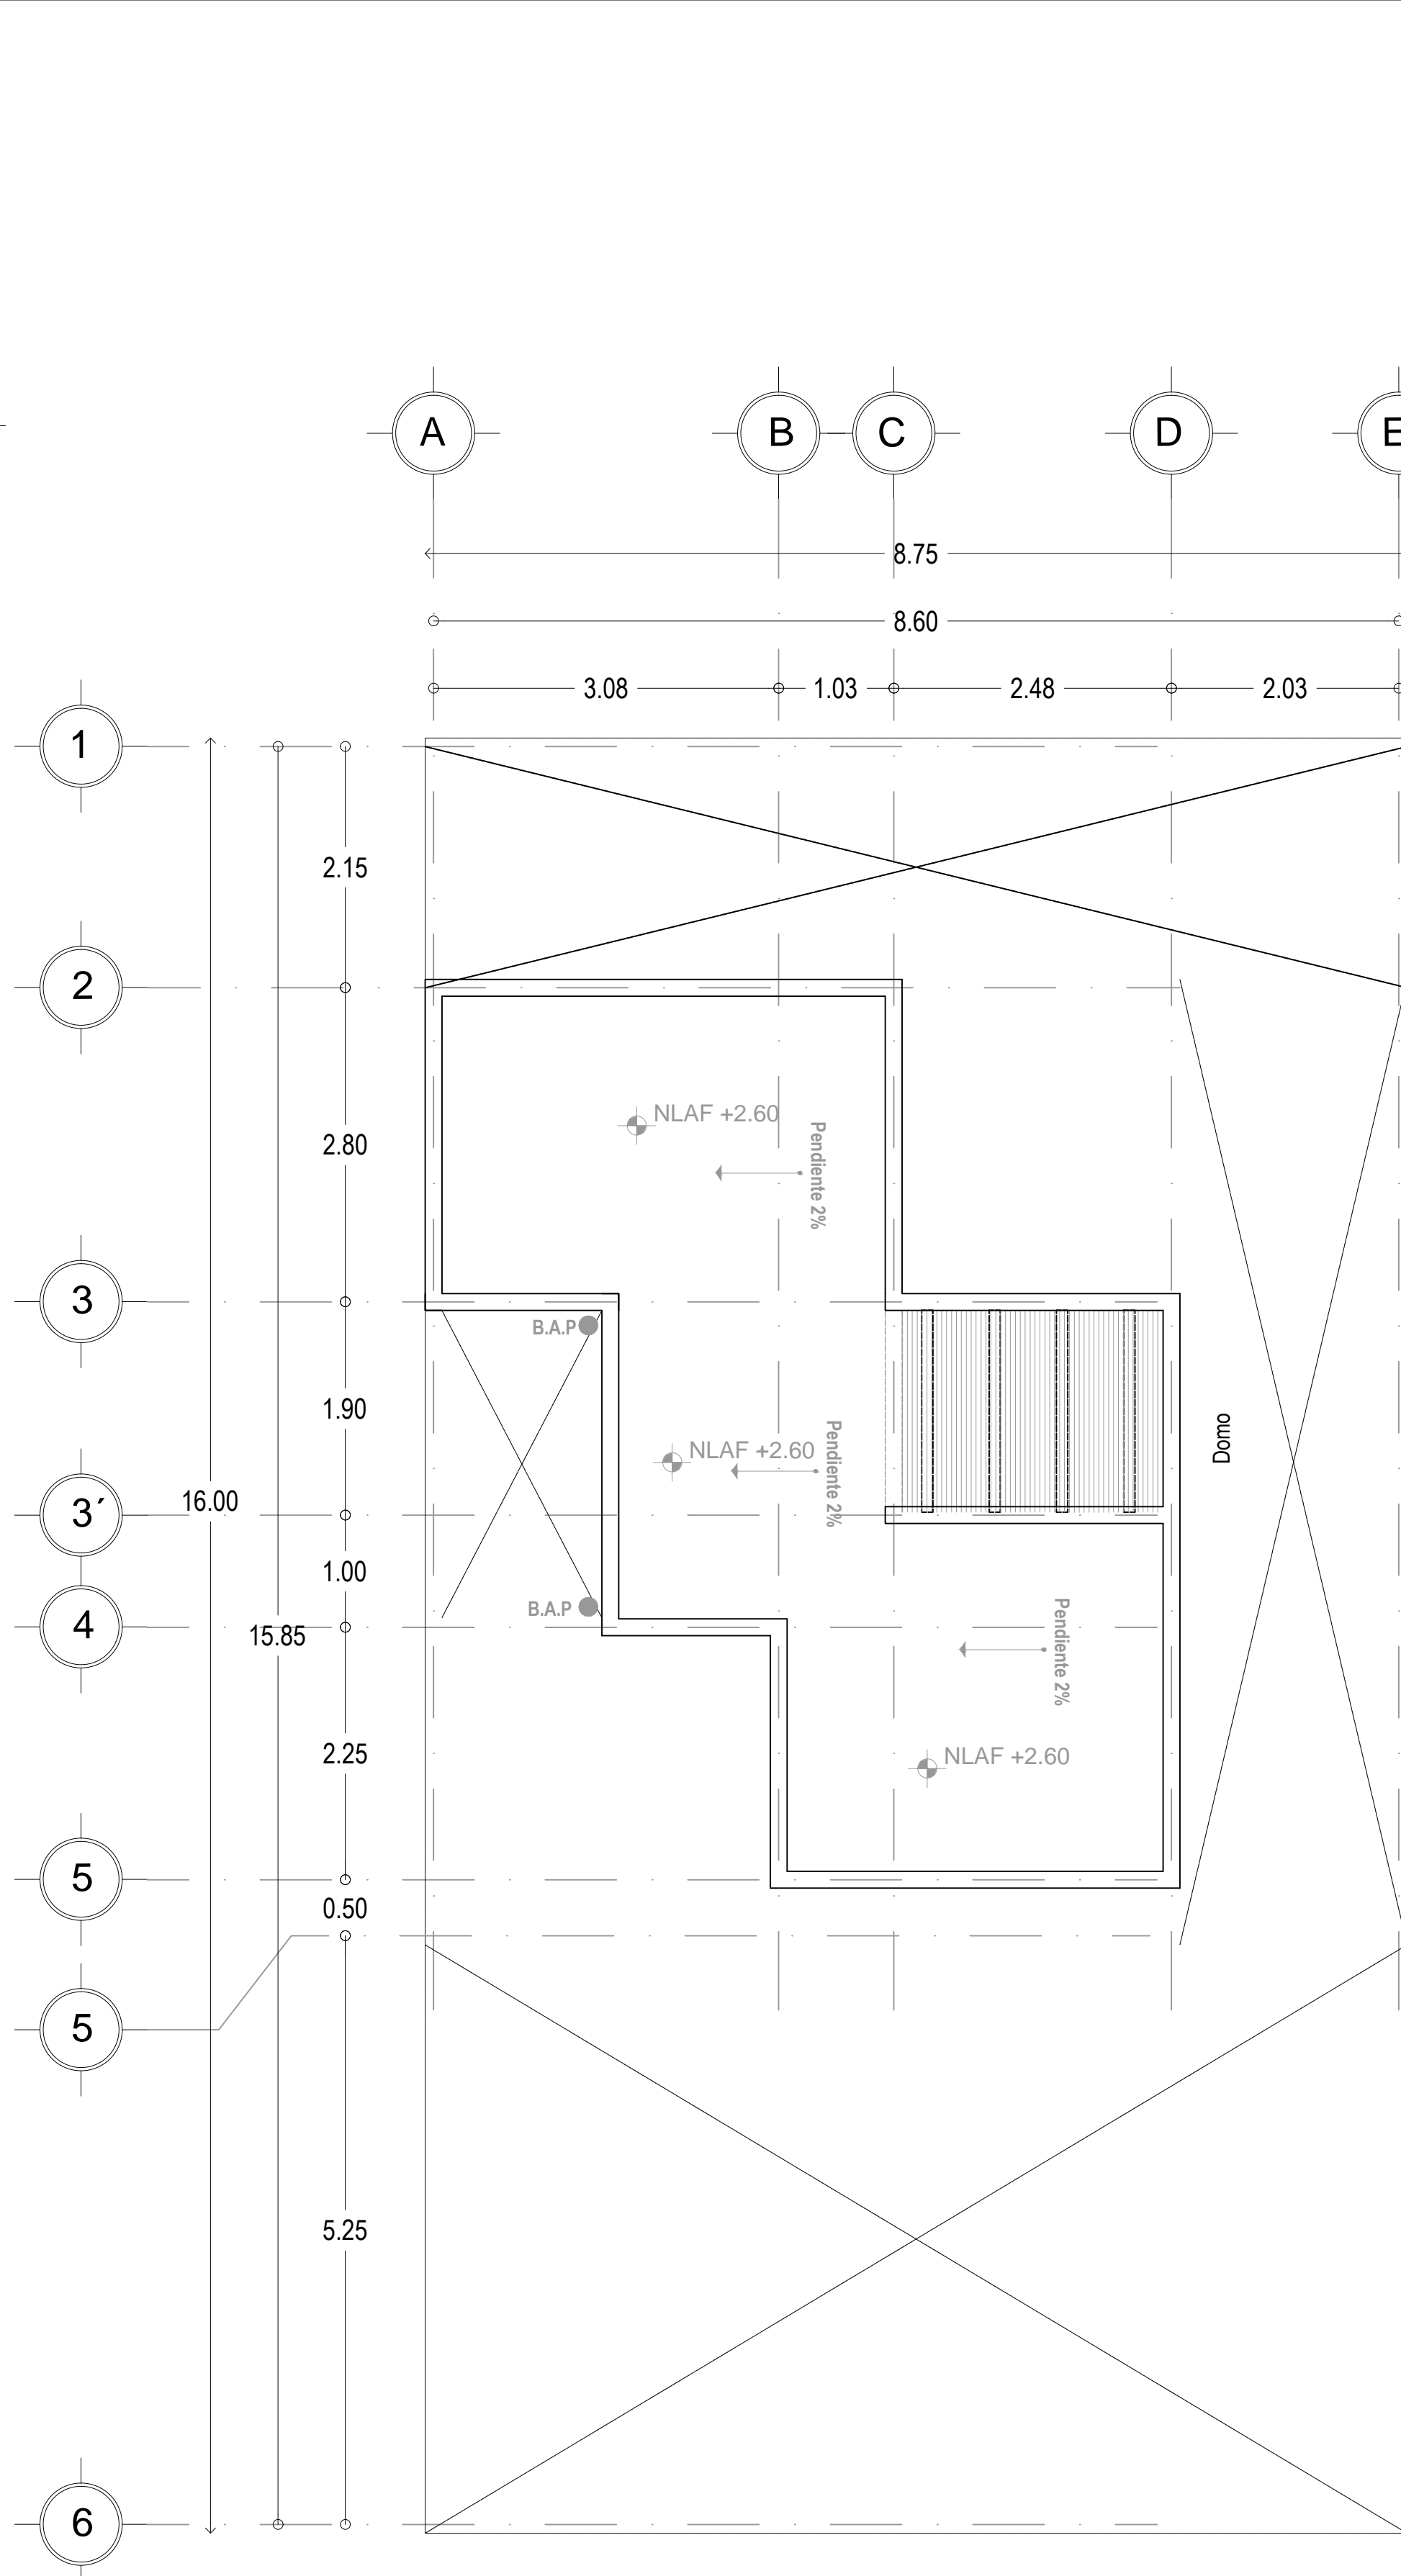 A
B
C
D
E
8.75
8.60
3.08
1.03
2.48
2.03
1
2.15
2
NLAF +2.60
Pendiente 2%
2.80
3
B.A.P
1.90
Domo
NLAF +2.60
Pendiente 2%
16.00
3´
1.00
B.A.P
4
15.85
Pendiente 2%
2.25
NLAF +2.60
5
0.50
5
5.25
6